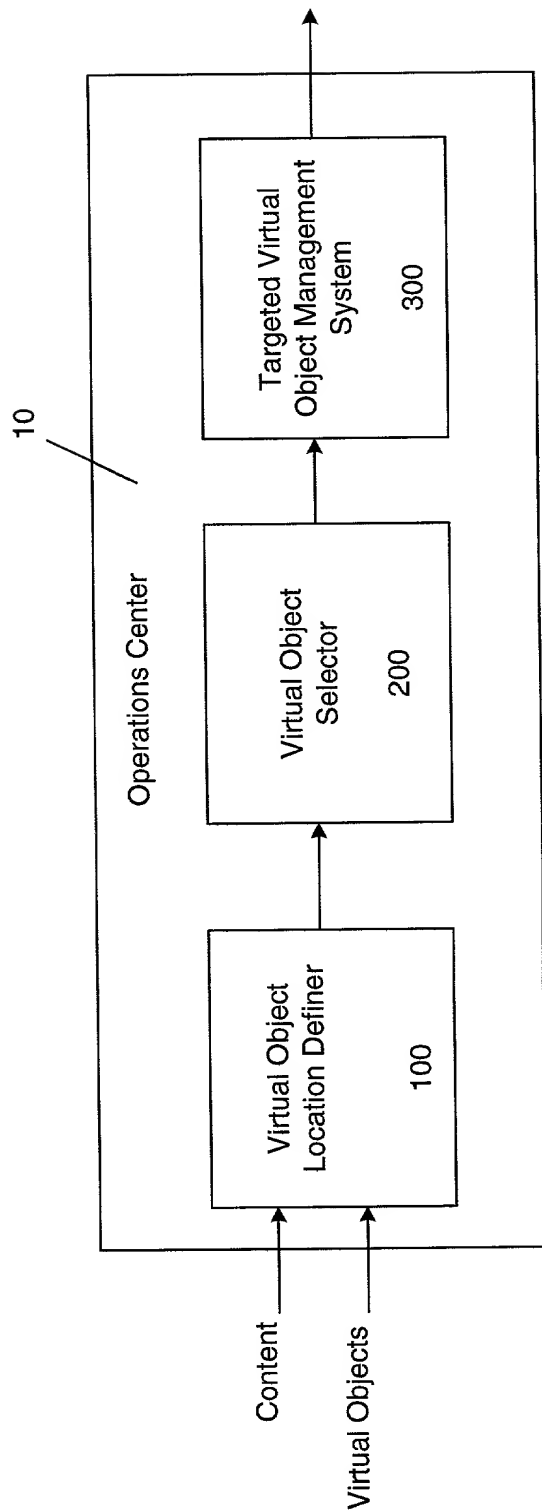 10
Operations Center
Content
Virtual Objects
Virtual Object
Location Definer
100
Virtual Object
Selector
200
Targeted Virtual
Object Management
System
300